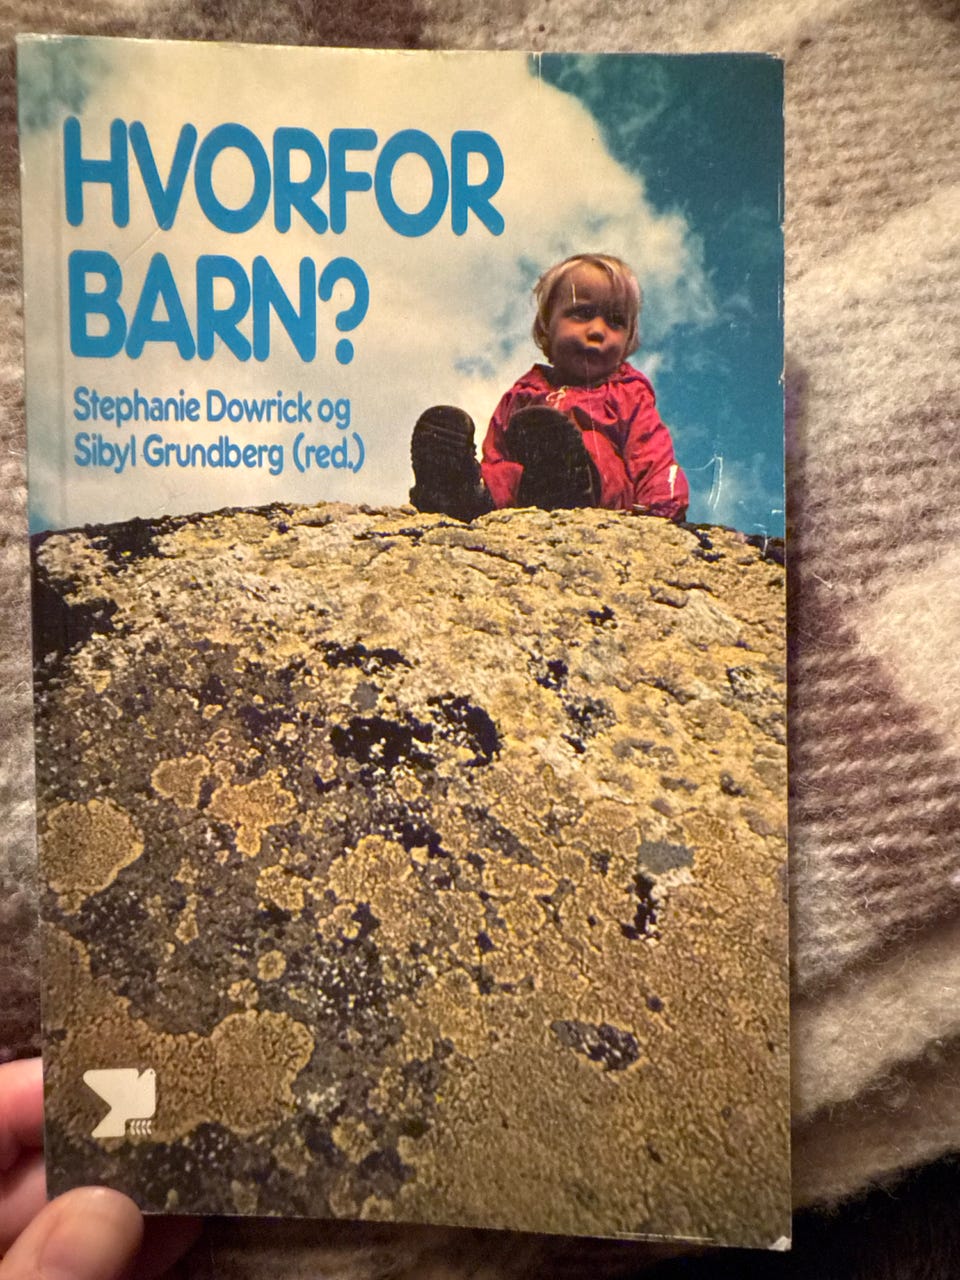 HVORFOR
BARN?
Stephanie Dowrick og
Sibyl Grundberg (red.)